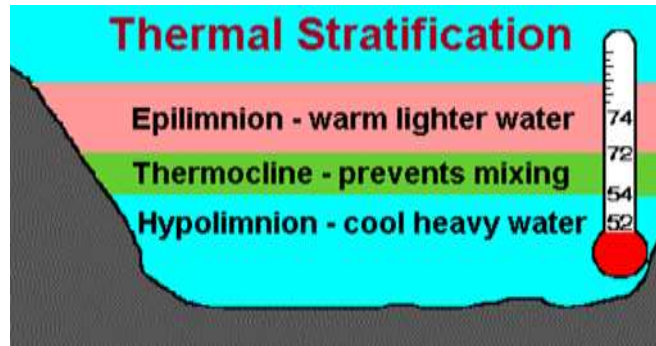 Thermal Stratification
Epilimnion - warm lighter water
74
72
Thermocline - prevents mixing
54
Hypolimnion - cool heavy water
52